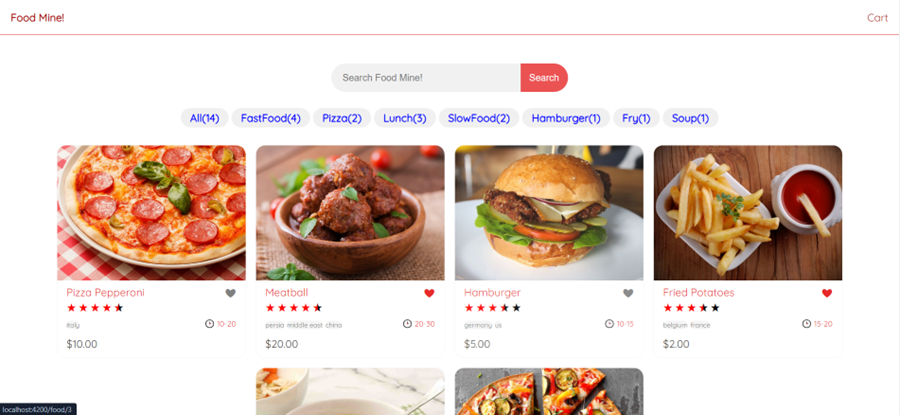 Food Mine!
Cart
Search Food Mine!
Search
All(14) FastFood(4) Pizza(2) Lunch(3) SlowFood(2) Hamburger(1) Fry(1) Soup(1)
Pizza Pepperoni
italy
10-20
$10.00
Meatball
persia middle-east china
20-30
$20.00
Hamburger
germany us
10-15
$5.00
Fried Potatoes
belgium france
15-20
$2.00
localhost:4200/food/3